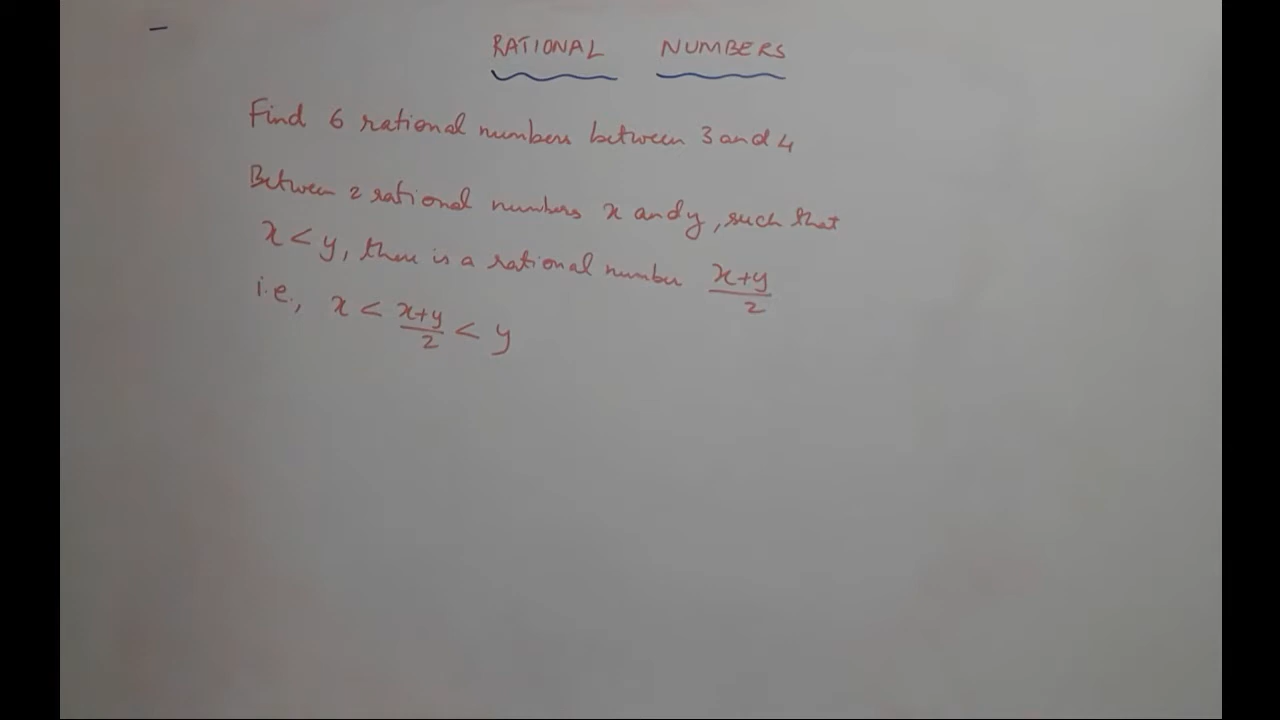 RATIONAL NUMBERS
Find 6 rational numbers between 3 and 4
Between 2 rational numbers x and y, such that
x < y, there is a rational number x+y/2
i.e., x < x+y/2 < y